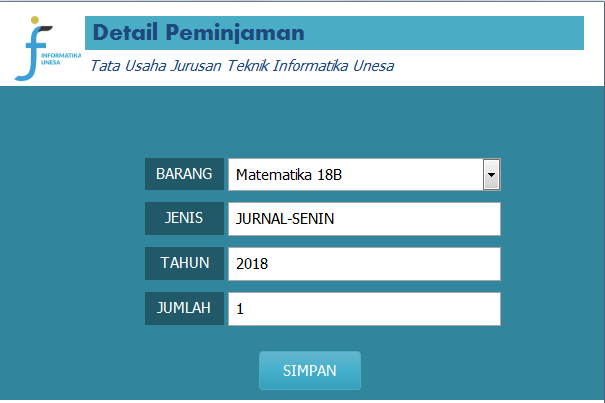 Detail Peminjaman
INFORMATIKA
UNESA
Tata Usaha Jurusan Teknik Informatika Unesa
BARANG Matematika 18B
JENIS JURNAL-SENIN
TAHUN 2018
JUMLAH 1
SIMPAN